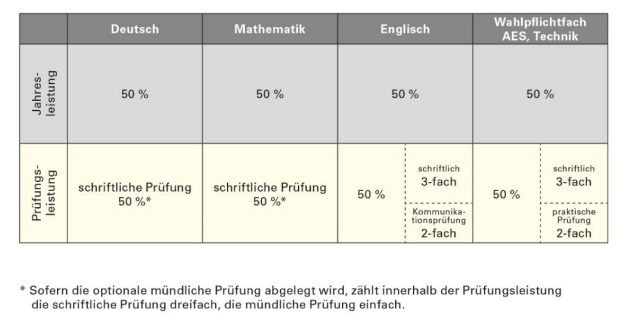 Deutsch
Mathematik
Englisch
Wahlpflichtfach
AES, Technik
Jahres-
leistung
50 %
50 %
50 %
50 %
Prüfungs-
leistung
schriftliche Prüfung
50 %*
schriftliche Prüfung
50 %*
50 %
schriftlich
3-fach
Kommunika-
tionsprüfung
2-fach
50 %
schriftlich
3-fach
praktische
Prüfung
2-fach
* Sofern die optionale mündliche Prüfung abgelegt wird, zählt innerhalb der Prüfungsleistung
die schriftliche Prüfung dreifach, die mündliche Prüfung einfach.